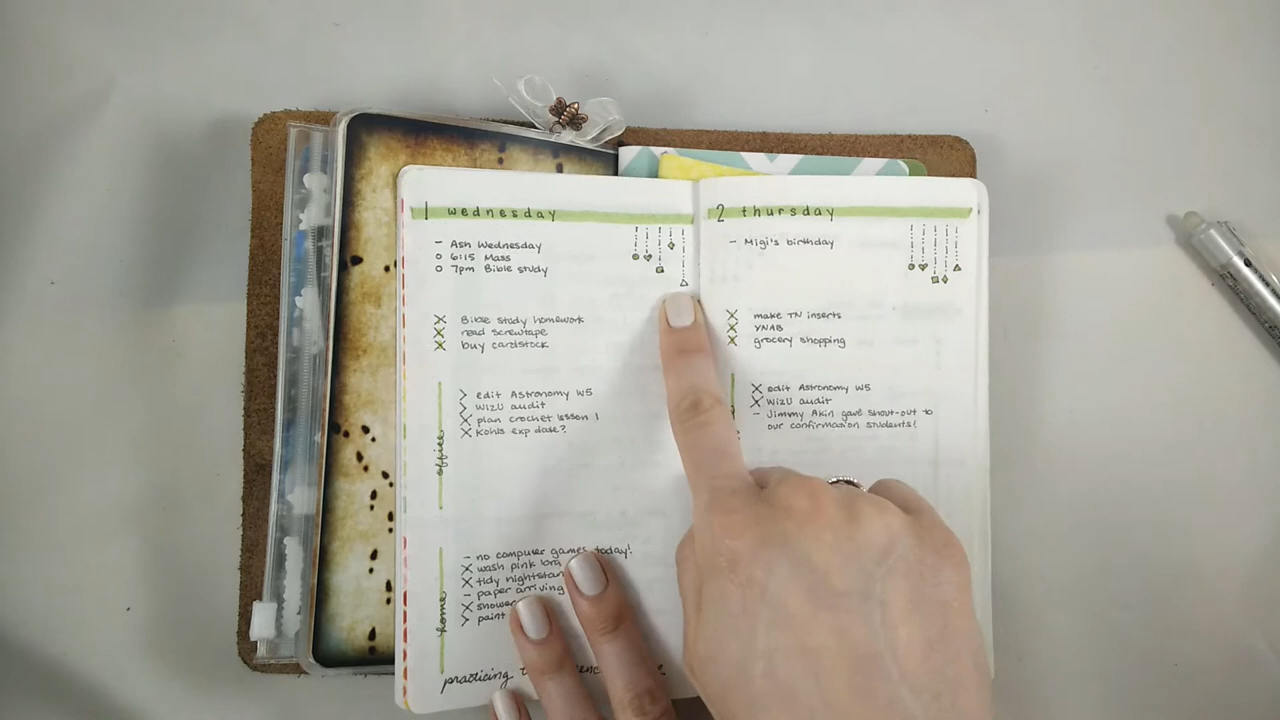 1 wednesday
- Ash Wednesday
o 6:15 Mass
o 7pm Bible study
X Bible study homework
X read screwtape
X buy cardstock
office
> edit Astronomy W5
> WizU audit
X plan crochet lesson 1
X Kohls exp date?
home
- no computer games today!
X wash pink
X tidy
- paper arriving
X shower
paint
practicing
2 thursday
- Migi's birthday
X make TN inserts
X YNAB
X grocery shopping
X edit Astronomy W5
X WizU audit
- Jimmy Akin gave shout-out to
our confirmation students!